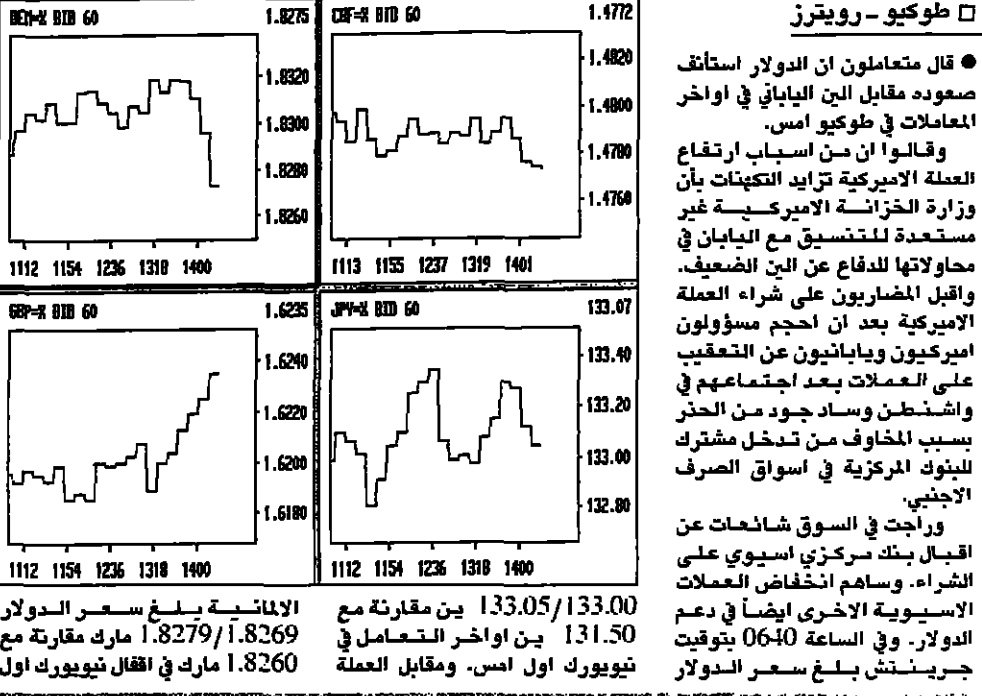 طوكيو ـ رويترز
● قال متعاملون ان الدولار استأنف
صعوده مقابل الين الياباني في اواخر
المعاملات في طوكيو امس.
وقالوا ان من اسباب ارتفاع
العملة الاميركية تزايد التكهنات بأن
وزارة الخزانة الاميركية غير
مستعدة للتنسيق مع اليابان في
محاولاتها للدفاع عن الين الضعيف.
واقبل المضاربون على شراء العملة
الاميركية بعد ان احجم مسؤولون
اميركيون ويابانيون عن التعقيب
على العملات بعد اجتماعهم في
واشنطن وساد جود من الحذر
بسبب المخاوف من تدخل مشترك
للبنوك المركزية في اسواق الصرف
الاجنبي.
وراجت في السوق شائعات عن
اقبال بنك مركزي اسيوي على
الشراء. وساهم انخفاض العملات
الاسيوية الاخرى ايضاً في دعم
الدولار. وفي الساعة 0640 بتوقيت
جرينتش بلغ سعر الدولار
133.05/133.00 ين مقارنة مع
131.50 ين اواخر التعامل في
نيويورك اول امس. ومقابل العملة
الالمانية بلغ سعر الدولار
1.8279/1.8269 مارك مقارنة مع
1.8260 مارك في اقفال نيويورك اول
DEM=X BID 60 1.8275
1.8320
1.8300
1.8280
1.8260
1112 1154 1236 1318 1400
CHF=X BID 60 1.4772
1.4820
1.4800
1.4780
1.4760
1113 1155 1237 1319 1401
GBP=X BID 60 1.6235
1.6240
1.6220
1.6200
1.6180
1112 1154 1236 1318 1400
JPY=X BID 60 133.07
133.40
133.20
133.00
132.80
1112 1154 1236 1318 1400